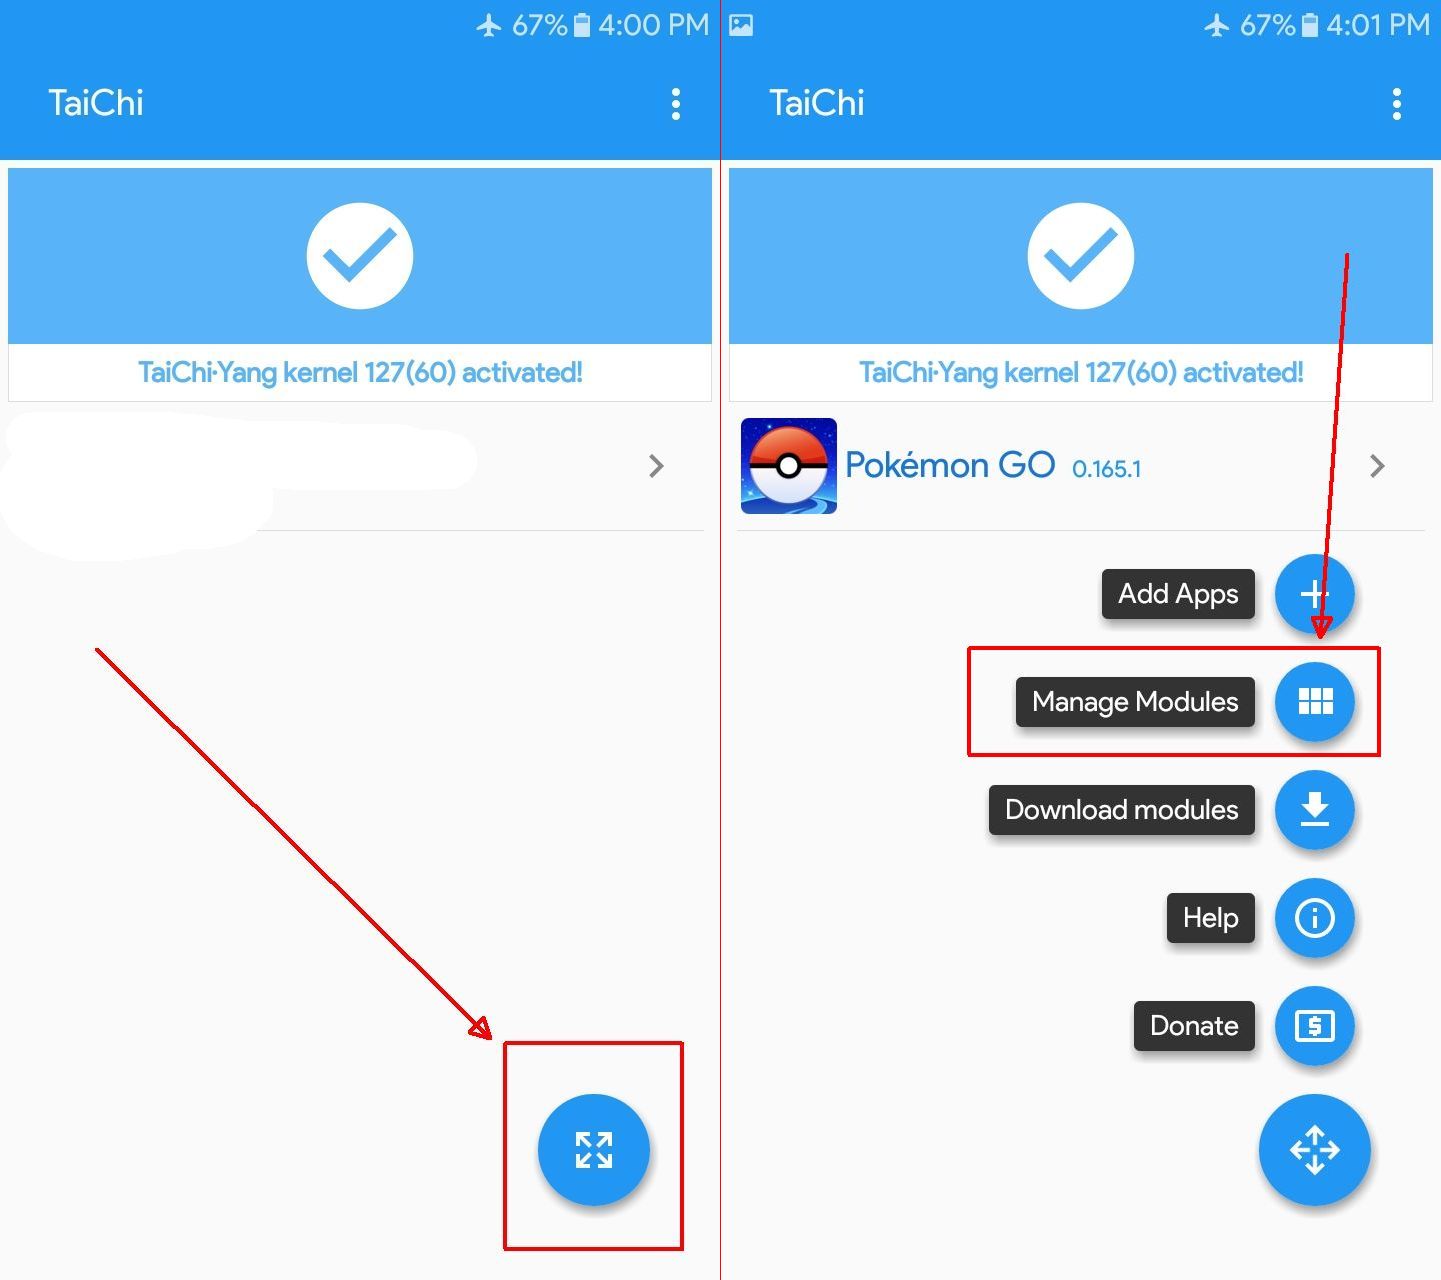 67% 4:00 PM
TaiChi
TaiChi·Yang kernel 127(60) activated!
67% 4:01 PM
TaiChi
TaiChi·Yang kernel 127(60) activated!
Pokémon GO 0.165.1
Add Apps
Manage Modules
Download modules
Help
Donate